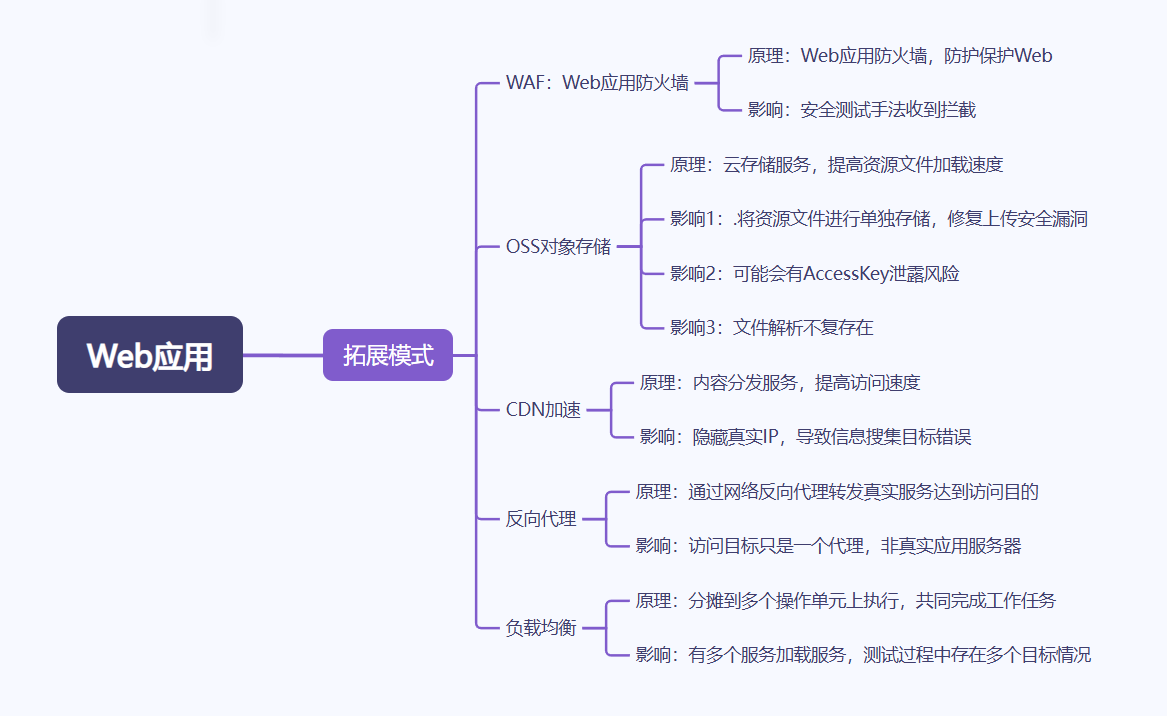 Web应用
拓展模式
WAF：Web应用防火墙
原理：Web应用防火墙，防护保护Web
影响：安全测试手法收到拦截
OSS对象存储
原理：云存储服务，提高资源文件加载速度
影响1：.将资源文件进行单独存储，修复上传安全漏洞
影响2：可能会有AccessKey泄露风险
影响3：文件解析不复存在
CDN加速
原理：内容分发服务，提高访问速度
影响：隐藏真实IP，导致信息搜集目标错误
反向代理
原理：通过网络反向代理转发真实服务达到访问目的
影响：访问目标只是一个代理，非真实应用服务器
负载均衡
原理：分摊到多个操作单元上执行，共同完成工作任务
影响：有多个服务加载服务，测试过程中存在多个目标情况